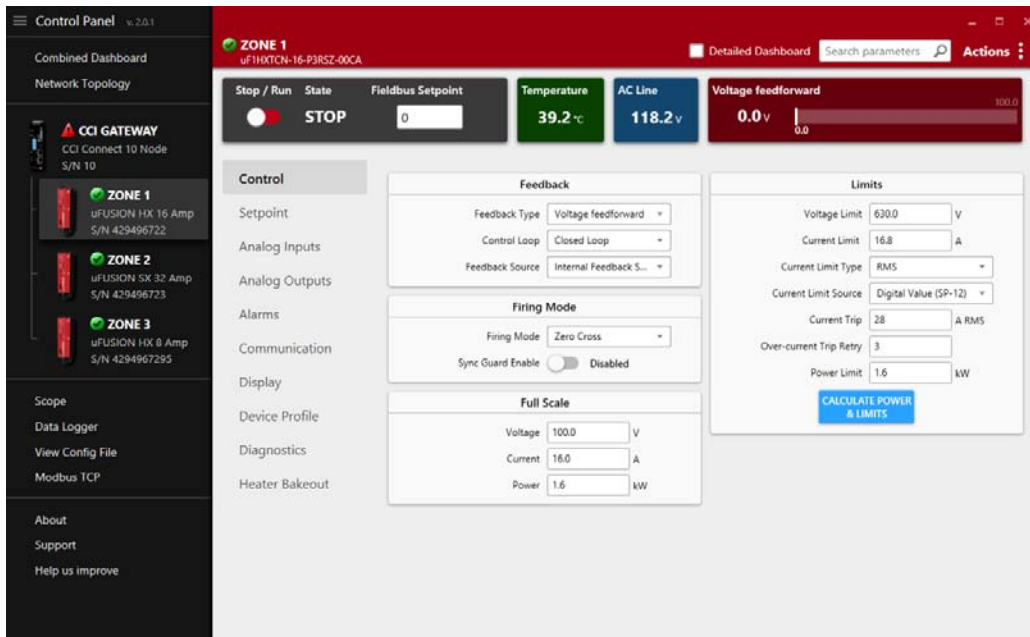 Control Panel v. 2.0.1
Combined Dashboard
Network Topology
CCI GATEWAY
CCI Connect 10 Node
S/N 10
ZONE 1
uFUSION HX 16 Amp
S/N 429496722
ZONE 2
uFUSION SX 32 Amp
S/N 429496723
ZONE 3
uFUSION HX 8 Amp
S/N 4294967295
Scope
Data Logger
View Config File
Modbus TCP
About
Support
Help us improve
ZONE 1
uF1HXTCN-16-P3RSZ-00CA
Detailed Dashboard Search parameters Actions
Stop / Run State Fieldbus Setpoint
STOP 0
Temperature
39.2 °C
AC Line
118.2 V
Voltage feedforward
100.0
0.0 V
0.0
Control
Setpoint
Analog Inputs
Analog Outputs
Alarms
Communication
Display
Device Profile
Diagnostics
Heater Bakeout
Feedback
Feedback Type Voltage feedforward
Control Loop Closed Loop
Feedback Source Internal Feedback S...
Firing Mode
Firing Mode Zero Cross
Sync Guard Enable Disabled
Full Scale
Voltage 100.0 V
Current 16.0 A
Power 1.6 kW
Limits
Voltage Limit 630.0 V
Current Limit 16.8 A
Current Limit Type RMS
Current Limit Source Digital Value (SP-12)
Current Trip 28 A RMS
Over-current Trip Retry 3
Power Limit 1.6 kW
CALCULATE POWER
& LIMITS